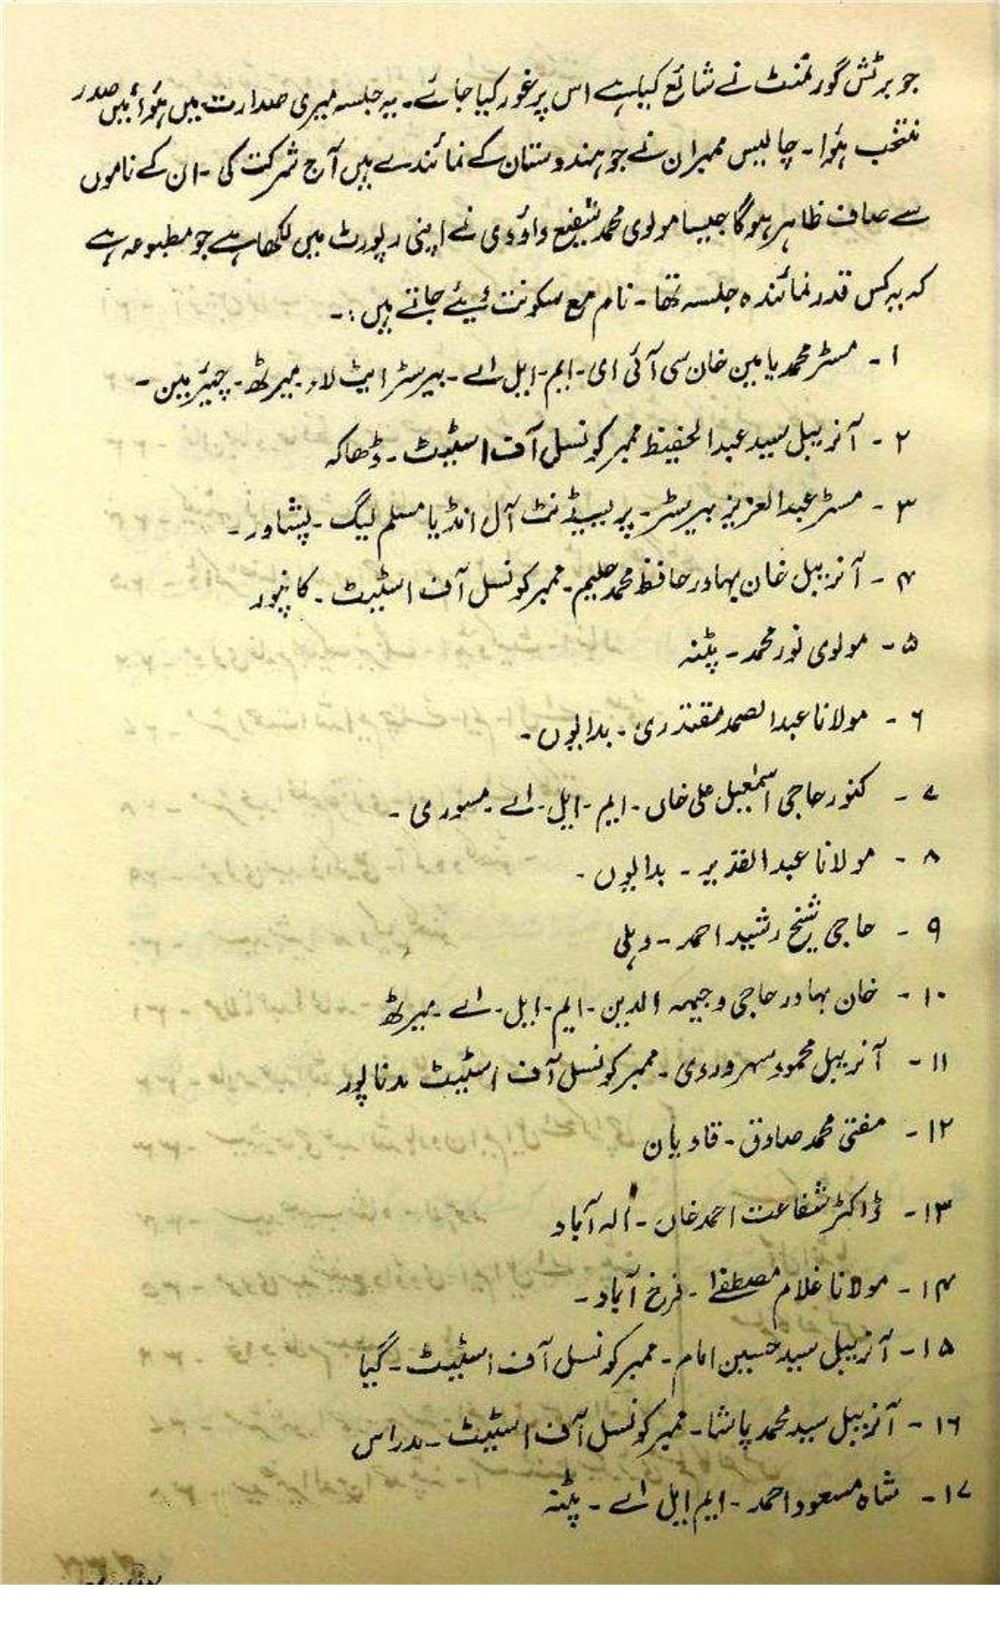 جو برٹش گورنمنٹ نے شائع کیا ہے اس پر غور کیا جائے۔ یہ جلسہ میری صدارت میں ہؤا میں صدر
منتخب ہؤا۔ چالیس ممبران نے جو ہندوستان کے نمائندے ہیں آج شرکت کی۔ ان کے ناموں
سے صاف ظاہر ہو گا جیسا مولوی محمد شفیع داؤدی نے اپنی رپورٹ میں لکھا ہے جو مطبوعہ ہے
کہ یہ کس قدر نمائندہ جلسہ تھا۔ نام مع سکونت دیئے جاتے ہیں:۔
۱۔ مسٹر محمد یامین خان سی آئی ای۔ ایم۔ ایل اے۔ بیرسٹر ایٹ لاء۔ میرٹھ۔ چیئرمین۔
۲۔ آنریبل سید عبدالحفیظ ممبر کونسل آف اسٹیٹ۔ ڈھاکہ
۳۔ مسٹر عبدالعزیز بیرسٹر۔ پریسیڈنٹ آل انڈیا مسلم لیگ۔ پشاور۔
۴۔ آنریبل خان بہادر حافظ محمد حلیم۔ ممبر کونسل آف اسٹیٹ۔ کانپور
۵۔ مولوی نور محمد۔ پٹنہ
۶۔ مولانا عبدالصمد مقتدری۔ بدایوں۔
۷۔ کنور حاجی اسمٰعیل علی خاں۔ ایم۔ ایل۔ اے۔ مسوری۔
۸۔ مولانا عبدالقدیر۔ بدایوں۔
۹۔ حاجی شیخ رشید احمد۔ دہلی
۱۰۔ خان بہادر حاجی وجیہہ الدین۔ ایم۔ ایل۔ اے۔ میرٹھ
۱۱۔ آنریبل محمود سہروردی۔ ممبر کونسل آف اسٹیٹ مدناپور
۱۲۔ مفتی محمد صادق۔ قادیان
۱۳۔ ڈاکٹر شفاعت احمد خاں۔ الہ آباد
۱۴۔ مولانا غلام مصطفےٰ۔ فرخ آباد۔
۱۵۔ آنریبل سید حسین امام۔ ممبر کونسل آف اسٹیٹ۔ گیا
۱۶۔ آنریبل سید محمد پاشا۔ ممبر کونسل آف اسٹیٹ۔ مدراس
۱۷۔ شاہ مسعود احمد۔ ایم ایل اے۔ پٹنہ